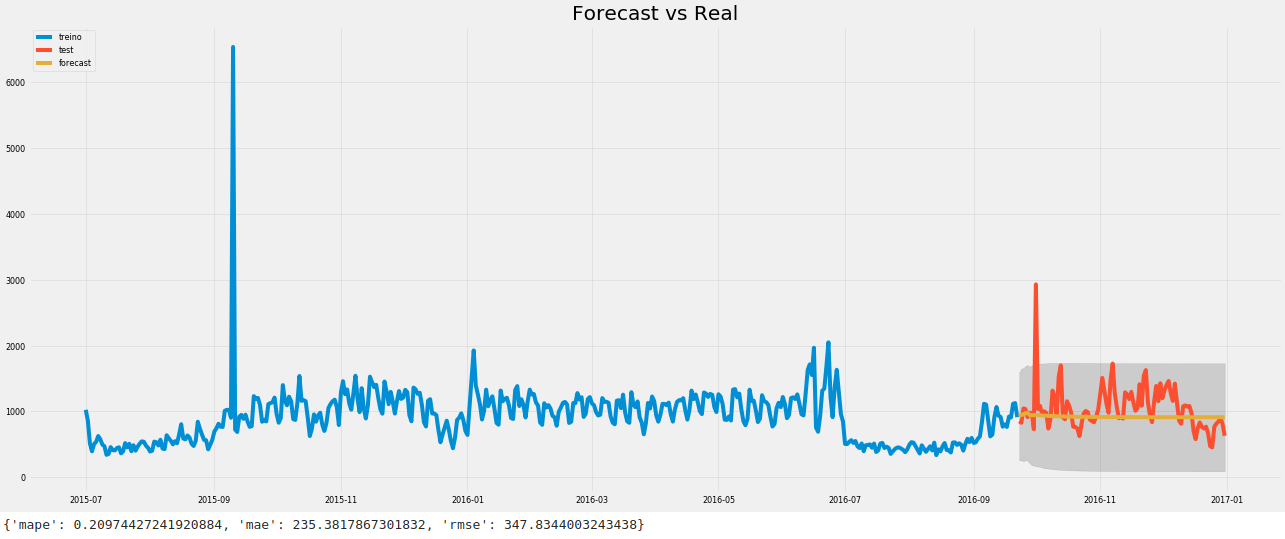 Forecast vs Real
treino
test
forecast
6000
5000
4000
3000
2000
1000
0
2015-07 2015-09 2015-11 2016-01 2016-03 2016-05 2016-07 2016-09 2016-11 2017-01
{'mape': 0.20974427241920884, 'mae': 235.3817867301832, 'rmse': 347.8344003243438}